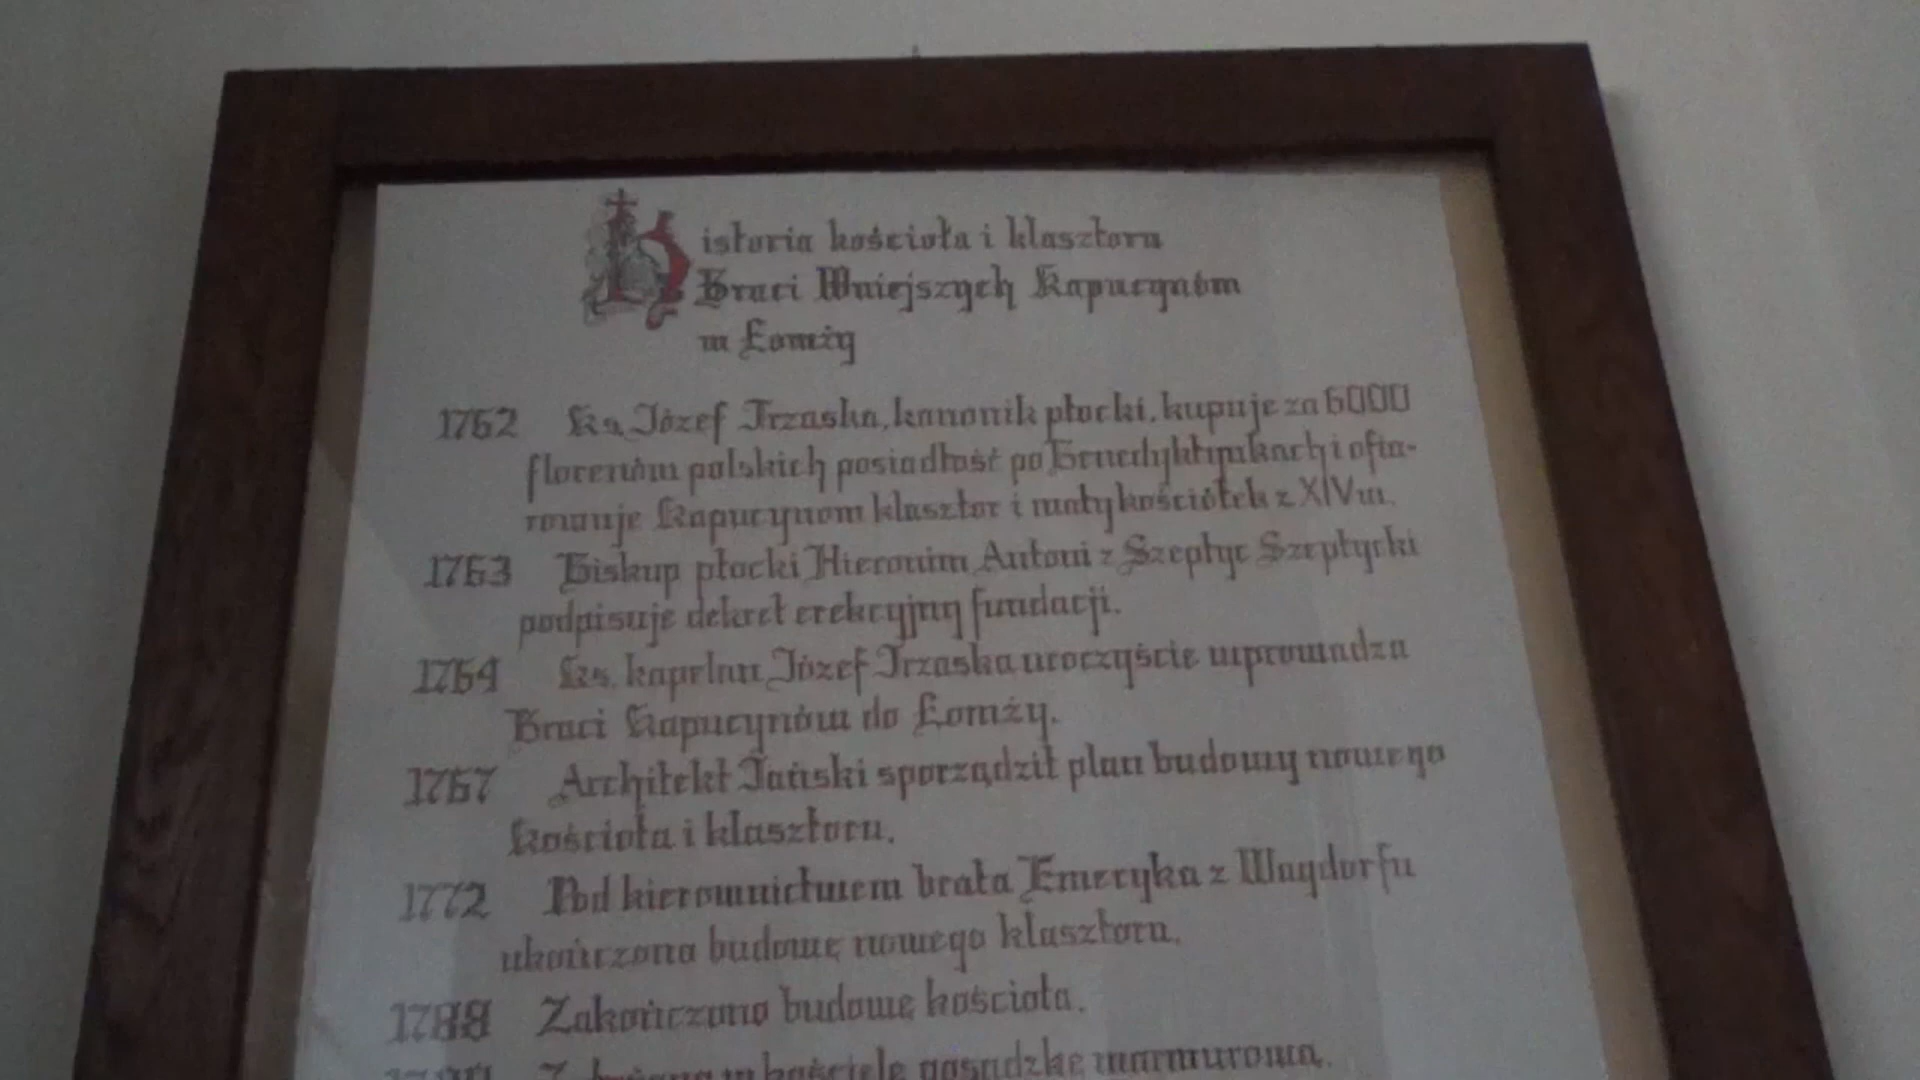 Historia kościoła i klasztoru
Braci Mniejszych Kapucynów
w Łomży
1762 Ks. Józef Trzaska, kanonik płocki, kupuje za 6000
florenów polskich posiadłość po Benedyktynkach i ofia-
rowuje Kapucynom klasztor i mały kościółek z XIV w.
1763 Biskup płocki Hieronim Antoni z Szeptyc Szeptycki
podpisuje dekret erekcyjny fundacji.
1764 Ks. kapelan Józef Trzaska uroczyście wprowadza
Braci Kapucynów do Łomży.
1767 Architekt Jański sporządził plan budowy nowego
kościoła i klasztoru.
1772 Pod kierownictwem brata Emeryka z
ukończono budowę nowego klasztoru.
1788 Zakończono budowę kościoła.
w kościele posadzkę marmurową.